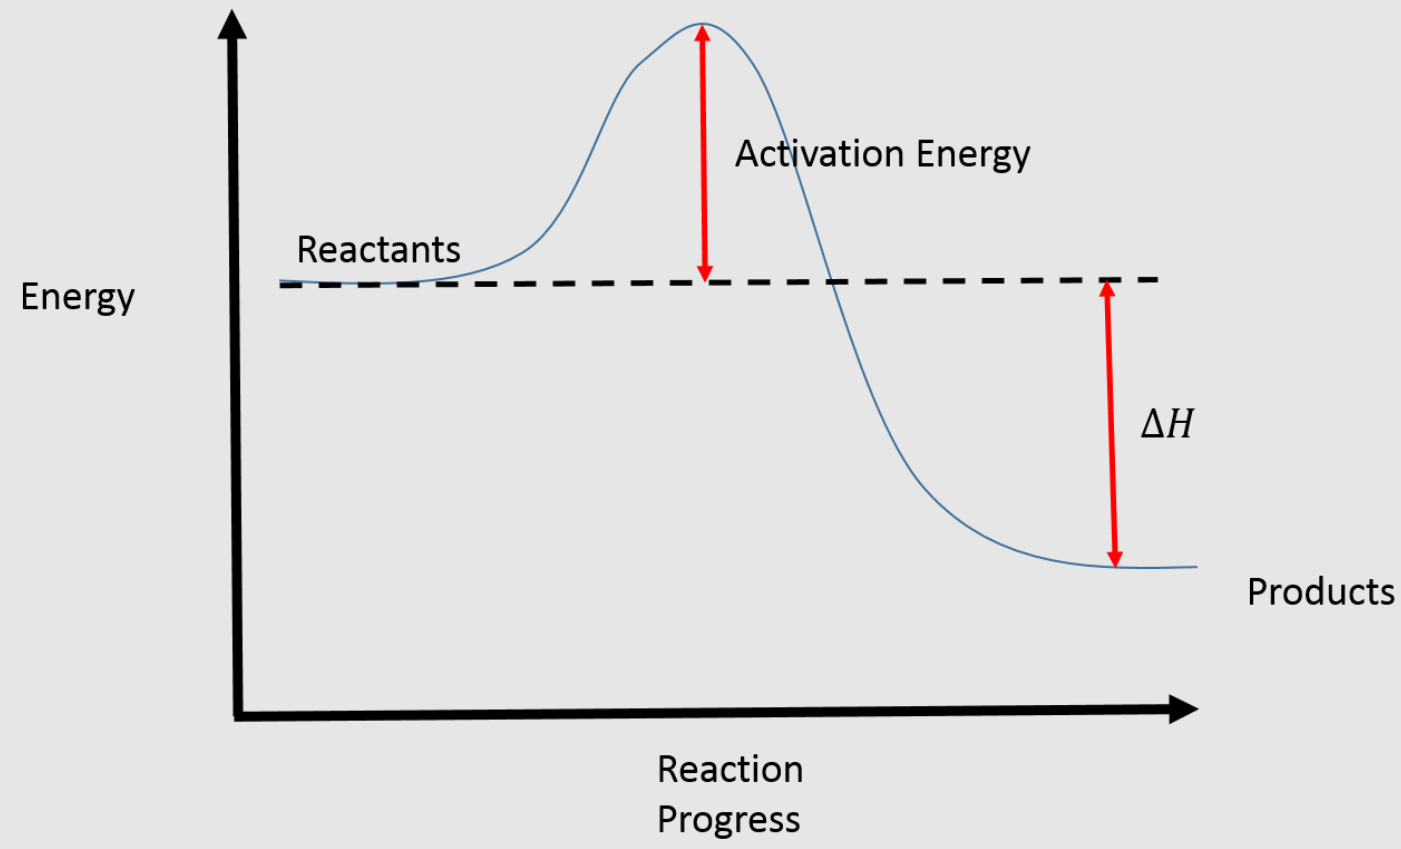 Activation Energy
Reactants
Energy
ΔH
Products
Reaction
Progress